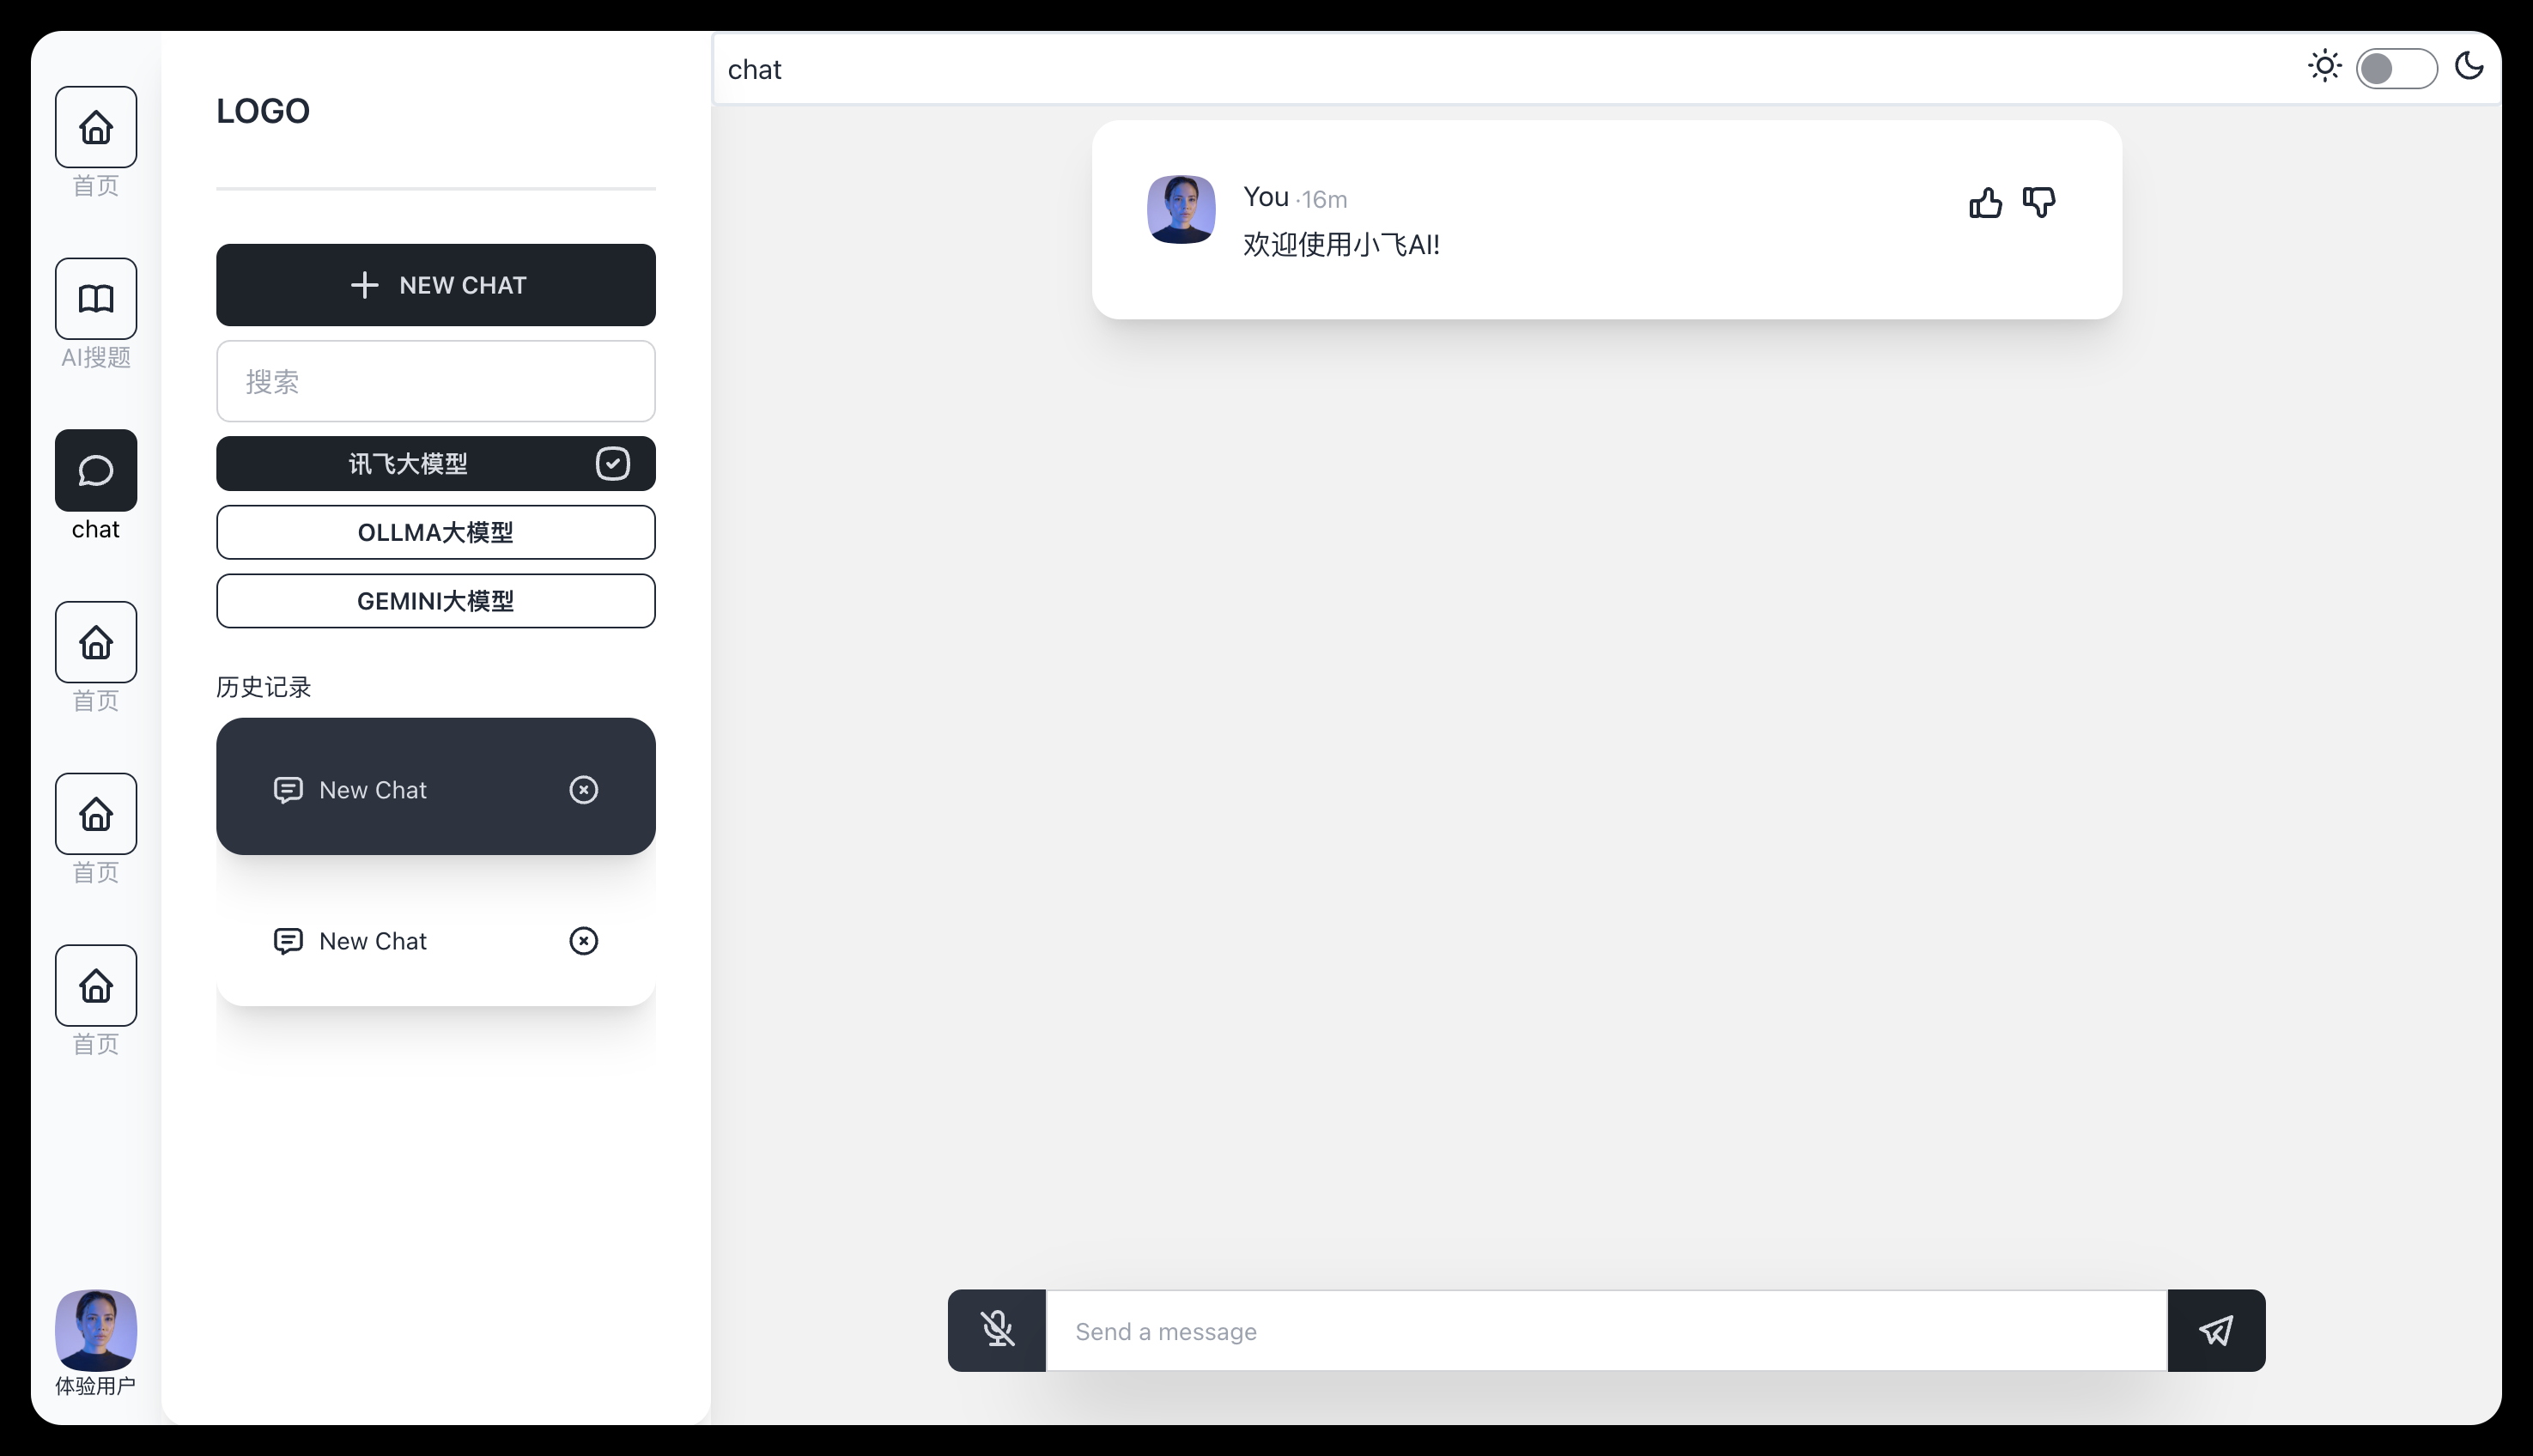 首页
AI搜题
chat
首页
首页
首页
体验用户
LOGO
NEW CHAT
搜索
讯飞大模型
OLLMA大模型
GEMINI大模型
历史记录
New Chat
New Chat
chat
You ·16m
欢迎使用小飞AI!
Send a message